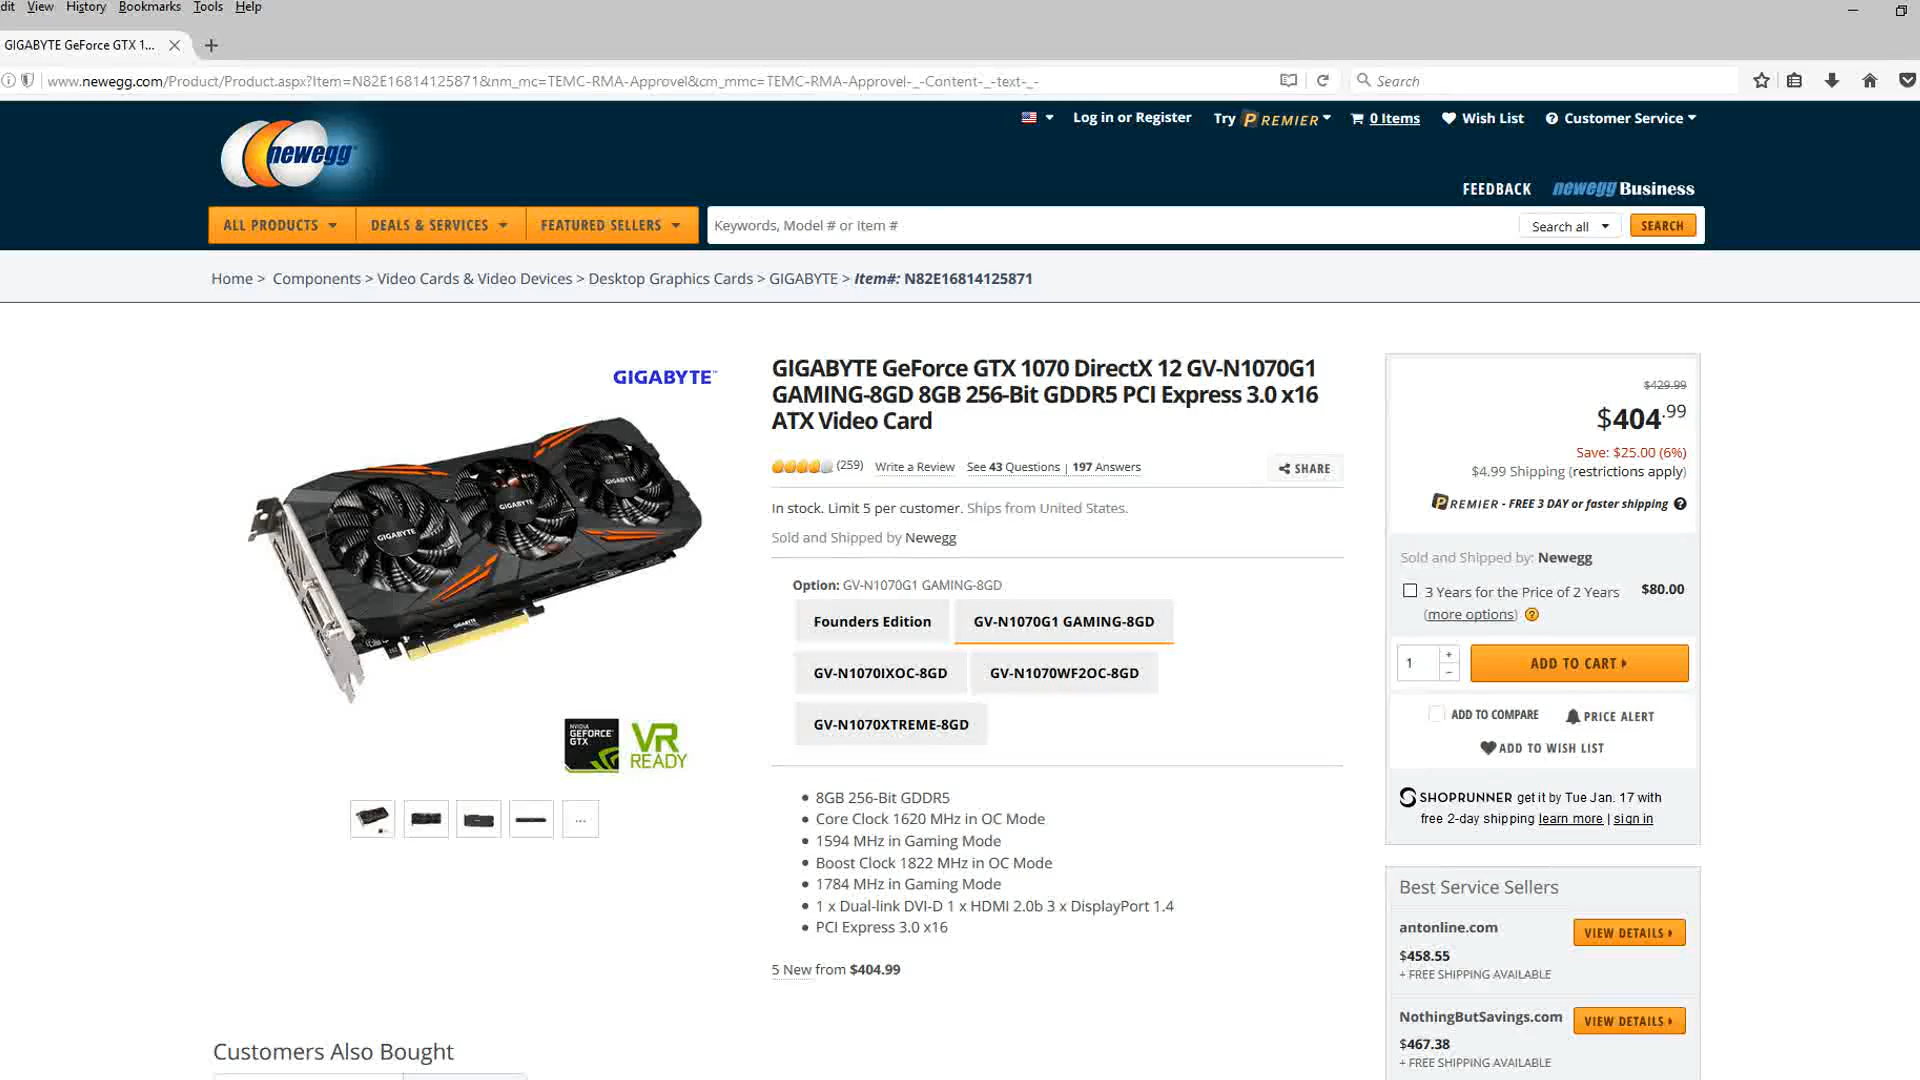 dit View History Bookmarks Tools Help
GIGABYTE GeForce GTX 1...
www.newegg.com/Product/Product.aspx?Item=N82E16814125871&nm_mc=TEMC-RMA-Approvel&cm_mmc=TEMC-RMA-Approvel-_-Content-_-text-_-
Search
Log in or Register Try PREMIER 0 Items Wish List Customer Service
newegg
FEEDBACK newegg Business
ALL PRODUCTS DEALS & SERVICES FEATURED SELLERS Keywords, Model # or Item # Search all SEARCH
Home > Components > Video Cards & Video Devices > Desktop Graphics Cards > GIGABYTE > Item#: N82E16814125871
GIGABYTE™
GIGABYTE
GIGABYTE
GIGABYTE
GIGABYTE
NVIDIA
GEFORCE
GTX
VR
READY
...
GIGABYTE GeForce GTX 1070 DirectX 12 GV-N1070G1
GAMING-8GD 8GB 256-Bit GDDR5 PCI Express 3.0 x16
ATX Video Card
(259) Write a Review See 43 Questions | 197 Answers SHARE
In stock. Limit 5 per customer. Ships from United States.
Sold and Shipped by Newegg
Option: GV-N1070G1 GAMING-8GD
Founders Edition GV-N1070G1 GAMING-8GD
GV-N1070IXOC-8GD GV-N1070WF2OC-8GD
GV-N1070XTREME-8GD
8GB 256-Bit GDDR5
Core Clock 1620 MHz in OC Mode
1594 MHz in Gaming Mode
Boost Clock 1822 MHz in OC Mode
1784 MHz in Gaming Mode
1 x Dual-link DVI-D 1 x HDMI 2.0b 3 x DisplayPort 1.4
PCI Express 3.0 x16
5 New from $404.99
$429.99
$404.99
Save: $25.00 (6%)
$4.99 Shipping (restrictions apply)
PREMIER - FREE 3 DAY or faster shipping ?
Sold and Shipped by: Newegg
3 Years for the Price of 2 Years $80.00
(more options) ?
1 + - ADD TO CART
ADD TO COMPARE PRICE ALERT
ADD TO WISH LIST
SHOPRUNNER get it by Tue Jan. 17 with
free 2-day shipping learn more | sign in
Best Service Sellers
antonline.com VIEW DETAILS
$458.55
+ FREE SHIPPING AVAILABLE
NothingButSavings.com VIEW DETAILS
$467.38
+ FREE SHIPPING AVAILABLE
Customers Also Bought